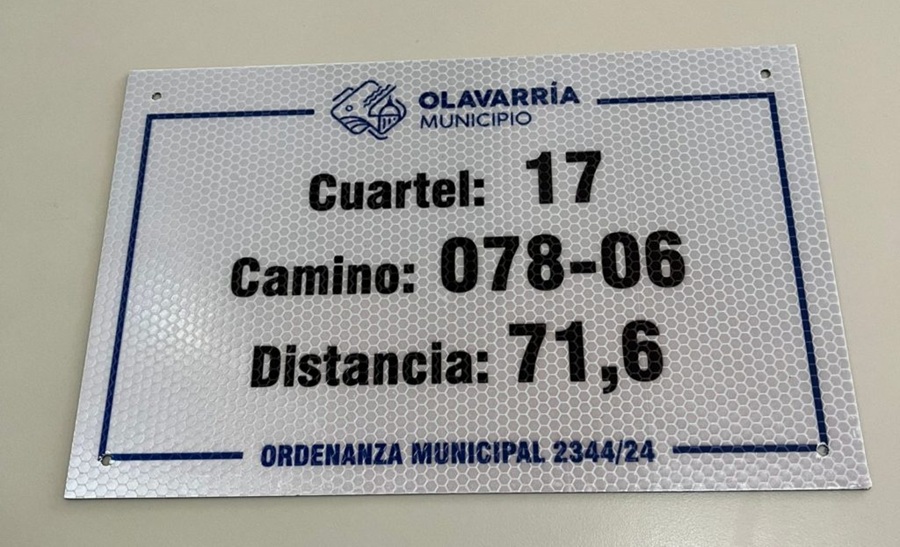 OLAVARRÍA
MUNICIPIO
Cuartel: 17
Camino: 078-06
Distancia: 71,6
ORDENANZA MUNICIPAL 2344/24